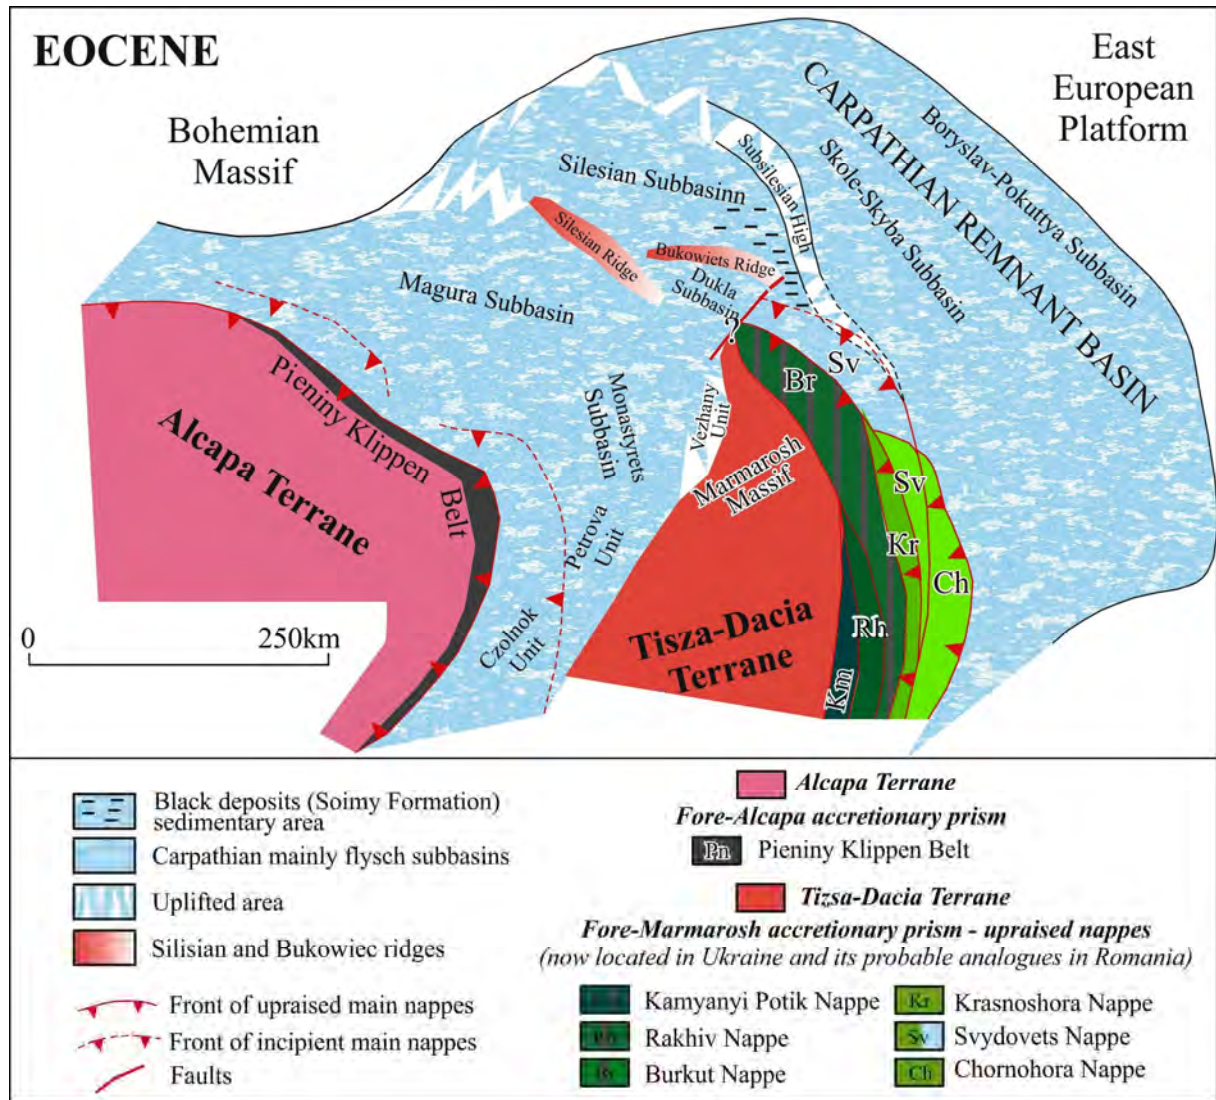 EOCENE
Bohemian
Massif
East
European
Platform
CARPATHIAN REMNANT BASIN
Boryslav-Pokuttya Subbasin
Skole-Skyba Subbasin
Subsilesian High
Silesian Subbasinn
Silesian Ridge
Bukowiets Ridge
Dukla
Subbasin
Magura Subbasin
?
Sv
Br
Monastyrets
Subbasin
Vezhany
Unit
Marmarosh
Massif
Pieniny Klippen
Belt
Alcapa Terrane
Petrova
Unit
Czolnok
Unit
Sv
Kr
Ch
Rh
Km
Tisza-Dacia
Terrane
0
250km
Black deposits (Soimy Formation)
sedimentary area
Carpathian mainly flysch subbasins
Uplifted area
Silisian and Bukowiec ridges
Front of upraised main nappes
Front of incipient main nappes
Faults
Alcapa Terrane
Fore-Alcapa accretionary prism
Pn Pieniny Klippen Belt
Tizsa-Dacia Terrane
Fore-Marmarosh accretionary prism - upraised nappes
(now located in Ukraine and its probable analogues in Romania)
Kamyanyi Potik Nappe
Rh Rakhiv Nappe
Br Burkut Nappe
Kr Krasnoshora Nappe
Sv Svydovets Nappe
Ch Chornohora Nappe